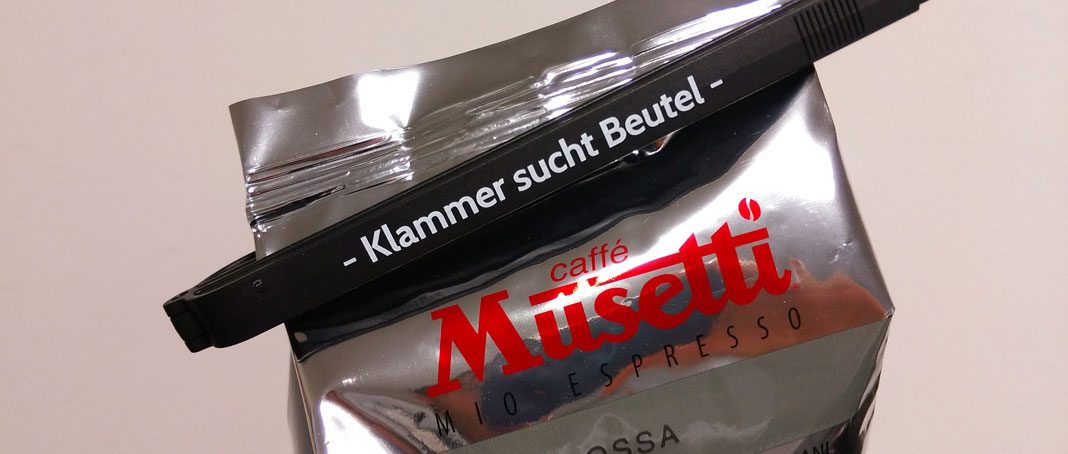 - Klammer sucht Beutel -
caffé
Musetti
MIO ESPRESSO